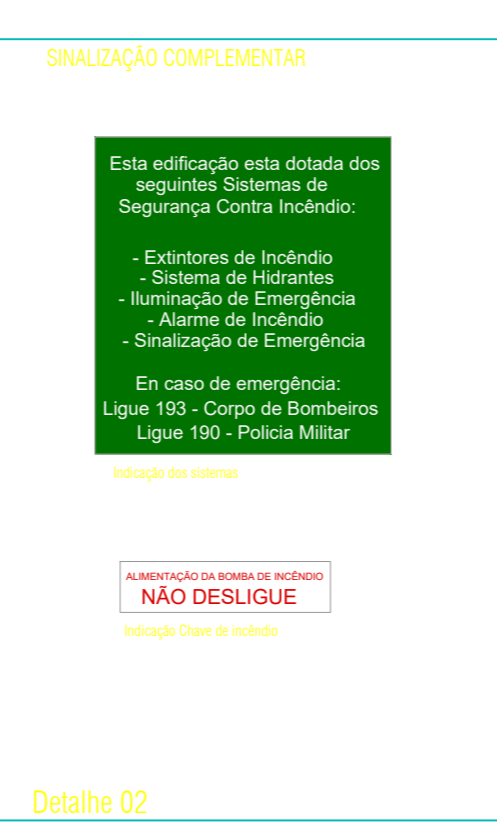 SINALIZAÇÃO COMPLEMENTAR
Esta edificação esta dotada dos
seguintes Sistemas de
Segurança Contra Incêndio:
- Extintores de Incêndio
- Sistema de Hidrantes
- Iluminação de Emergência
- Alarme de Incêndio
- Sinalização de Emergência
En caso de emergência:
Ligue 193 - Corpo de Bombeiros
Ligue 190 - Policia Militar
Indicação dos sistemas
ALIMENTAÇÃO DA BOMBA DE INCÊNDIO
NÃO DESLIGUE
Indicação Chave de incêndio
Detalhe 02